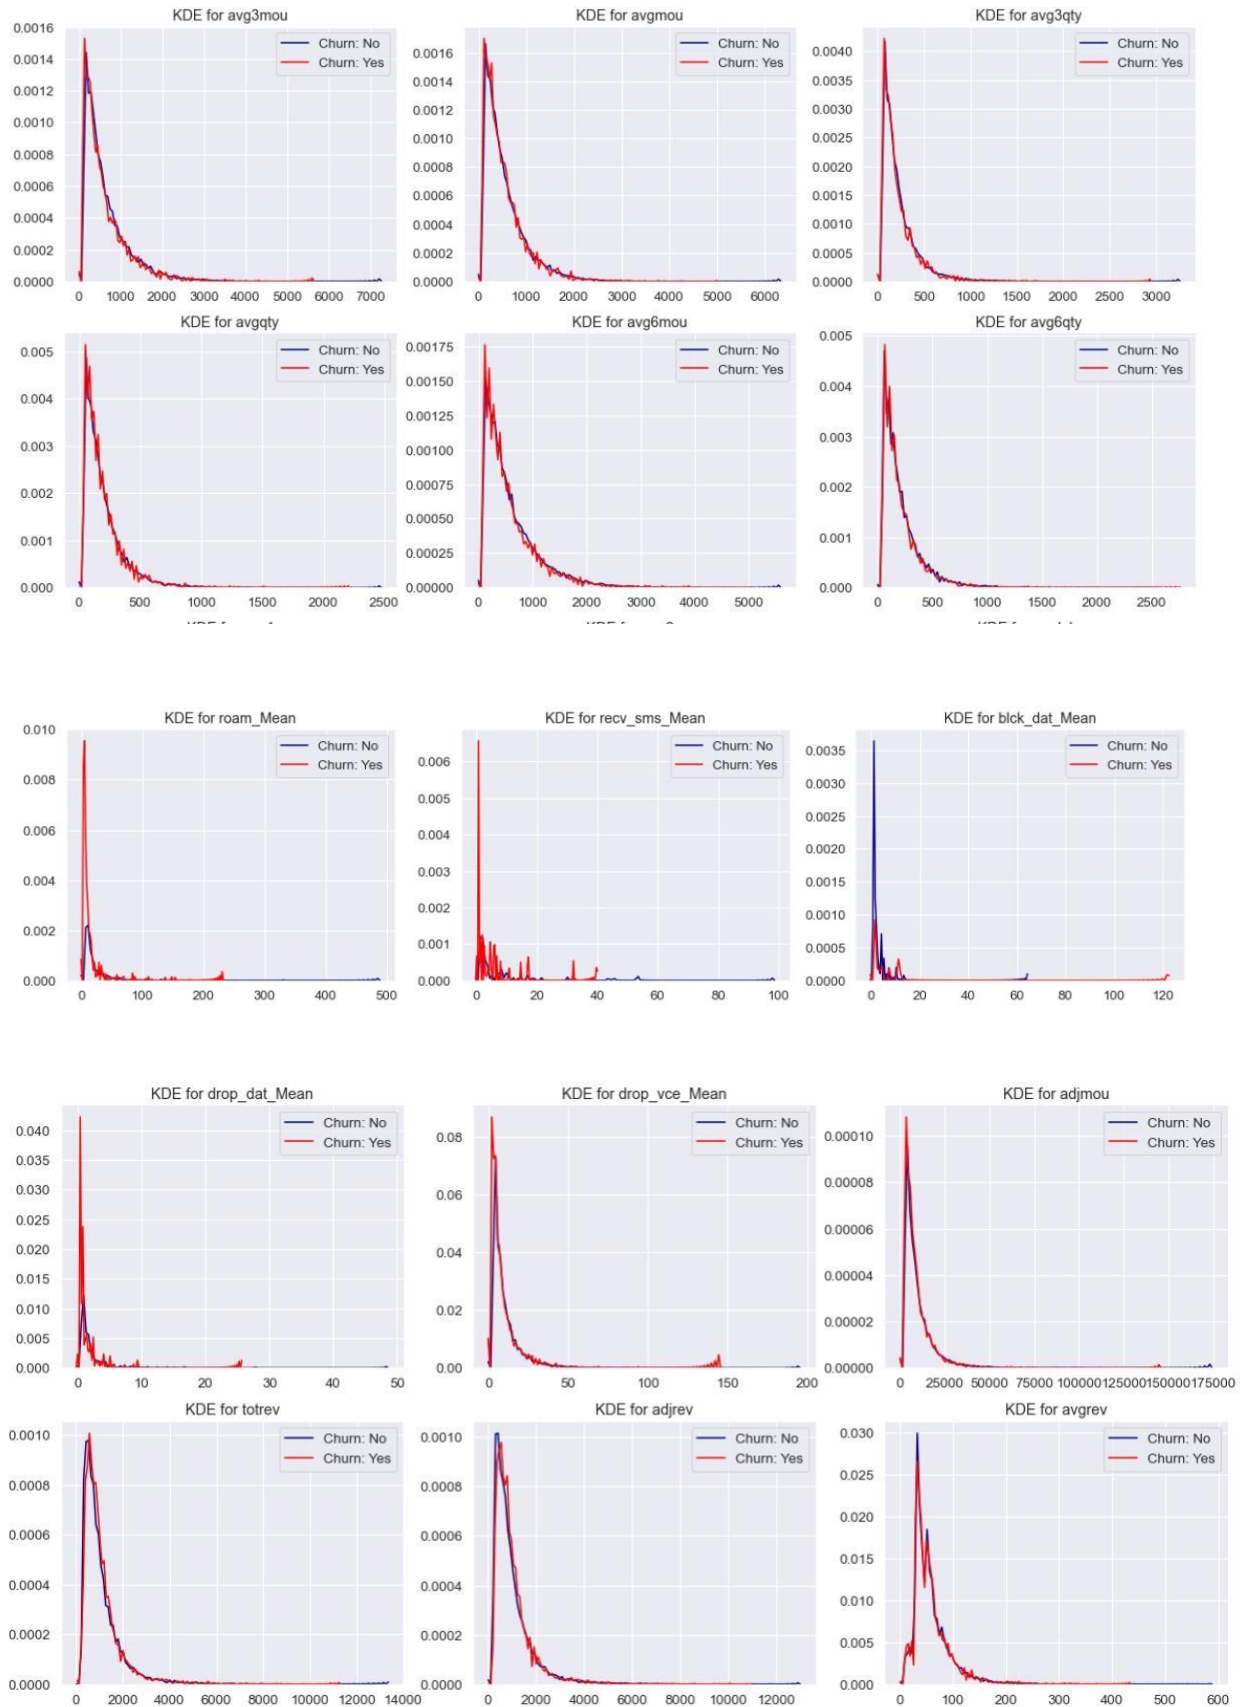 KDE for avg3mou
0.0016
0.0014
0.0012
0.0010
0.0008
0.0006
0.0004
0.0002
0.0000
0 1000 2000 3000 4000 5000 6000 7000
Churn: No
Churn: Yes
KDE for avgmou
0.0016
0.0014
0.0012
0.0010
0.0008
0.0006
0.0004
0.0002
0.0000
0 1000 2000 3000 4000 5000 6000
Churn: No
Churn: Yes
KDE for avg3qty
0.0040
0.0035
0.0030
0.0025
0.0020
0.0015
0.0010
0.0005
0.0000
0 500 1000 1500 2000 2500 3000
Churn: No
Churn: Yes
KDE for avgqty
0.005
0.004
0.003
0.002
0.001
0.000
0 500 1000 1500 2000 2500
Churn: No
Churn: Yes
KDE for avg6mou
0.00175
0.00150
0.00125
0.00100
0.00075
0.00050
0.00025
0.00000
0 1000 2000 3000 4000 5000
Churn: No
Churn: Yes
KDE for avg6qty
0.005
0.004
0.003
0.002
0.001
0.000
0 500 1000 1500 2000 2500
Churn: No
Churn: Yes
KDE for roam_Mean
0.010
0.008
0.006
0.004
0.002
0.000
0 100 200 300 400 500
Churn: No
Churn: Yes
KDE for recv_sms_Mean
0.006
0.005
0.004
0.003
0.002
0.001
0.000
0 20 40 60 80 100
Churn: No
Churn: Yes
KDE for blck_dat_Mean
0.0035
0.0030
0.0025
0.0020
0.0015
0.0010
0.0005
0.0000
0 20 40 60 80 100 120
Churn: No
Churn: Yes
KDE for drop_dat_Mean
0.040
0.035
0.030
0.025
0.020
0.015
0.010
0.005
0.000
0 10 20 30 40 50
Churn: No
Churn: Yes
KDE for drop_vce_Mean
0.08
0.06
0.04
0.02
0.00
0 50 100 150 200
Churn: No
Churn: Yes
KDE for adjmou
0.00010
0.00008
0.00006
0.00004
0.00002
0.00000
0 25000 50000 75000 100000 125000 150000 175000
Churn: No
Churn: Yes
KDE for totrev
0.0010
0.0008
0.0006
0.0004
0.0002
0.0000
0 2000 4000 6000 8000 10000 12000 14000
Churn: No
Churn: Yes
KDE for adjrev
0.0010
0.0008
0.0006
0.0004
0.0002
0.0000
0 2000 4000 6000 8000 10000 12000
Churn: No
Churn: Yes
KDE for avgrev
0.030
0.025
0.020
0.015
0.010
0.005
0.000
0 100 200 300 400 500 600
Churn: No
Churn: Yes